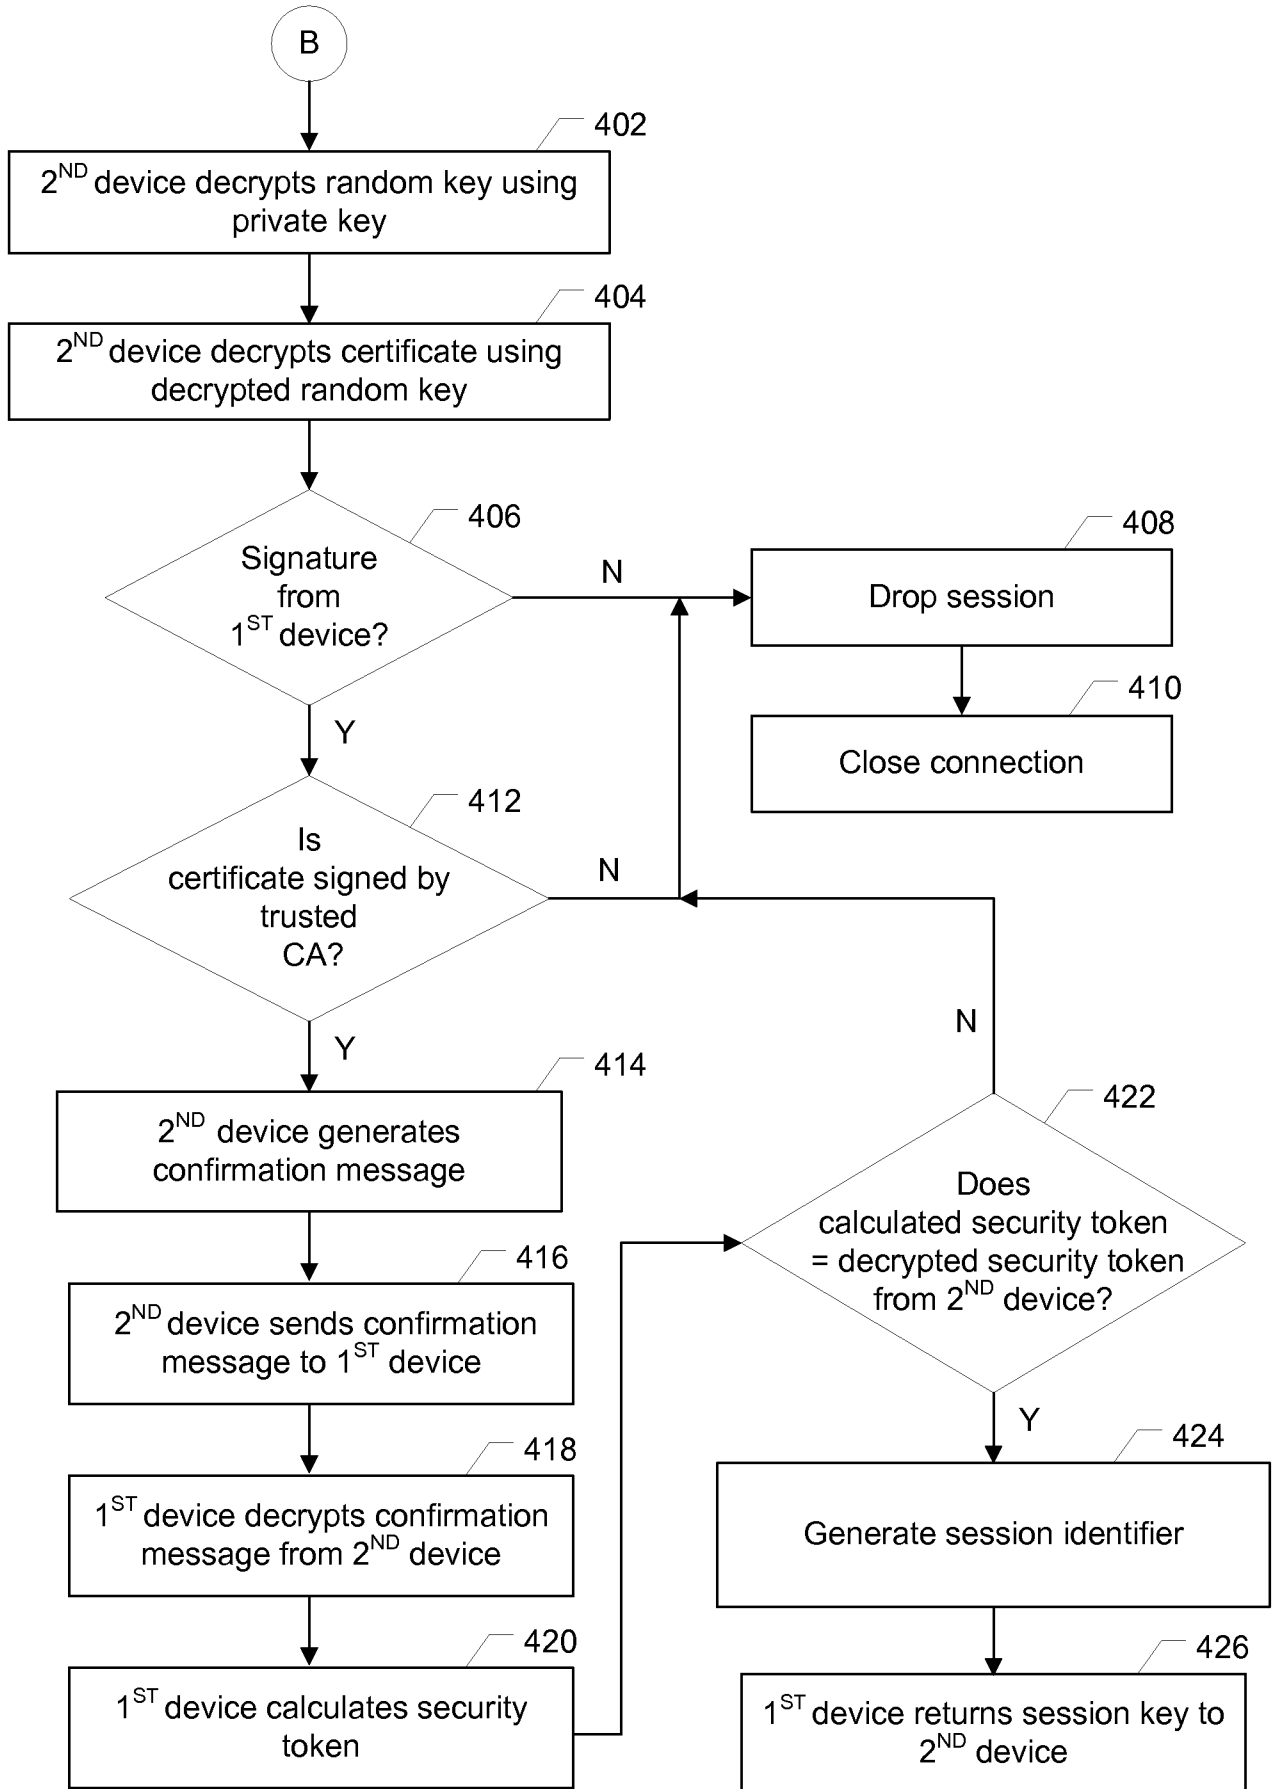 B
402
2ND device decrypts random key using
private key
404
2ND device decrypts certificate using
decrypted random key
406
Signature
from
1ST device?
N
408
Drop session
410
Close connection
Y
412
Is
certificate signed by
trusted
CA?
N
Y
414
2ND device generates
confirmation message
416
2ND device sends confirmation
message to 1ST device
418
1ST device decrypts confirmation
message from 2ND device
420
1ST device calculates security
token
N
422
Does
calculated security token
= decrypted security token
from 2ND device?
Y
424
Generate session identifier
426
1ST device returns session key to
2ND device